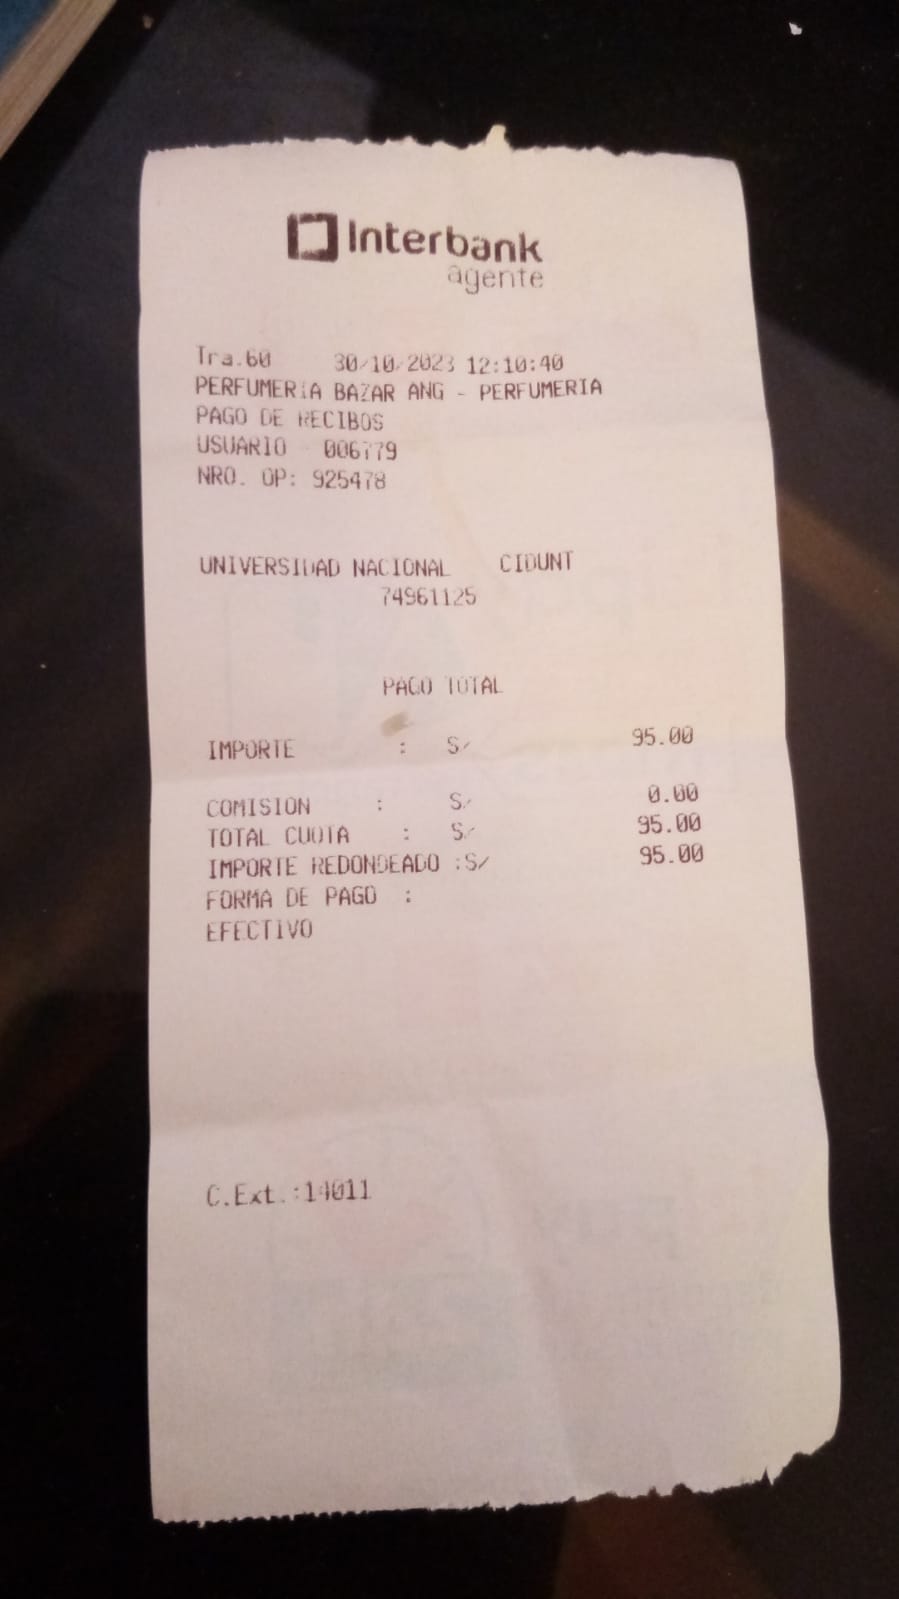 Interbank
agente
Tra.60 30/10/2023 12:10:40
PERFUMERIA BAZAR ANG - PERFUMERIA
PAGO DE RECIBOS
USUARIO - 006779
NRO. OP: 925478
UNIVERSIDAD NACIONAL CIDUNT
74961125
PAGO TOTAL
IMPORTE : S/ 95.00
COMISION : S/ 0.00
TOTAL CUOTA : S/ 95.00
IMPORTE REDONDEADO :S/ 95.00
FORMA DE PAGO :
EFECTIVO
C.Ext.:14011